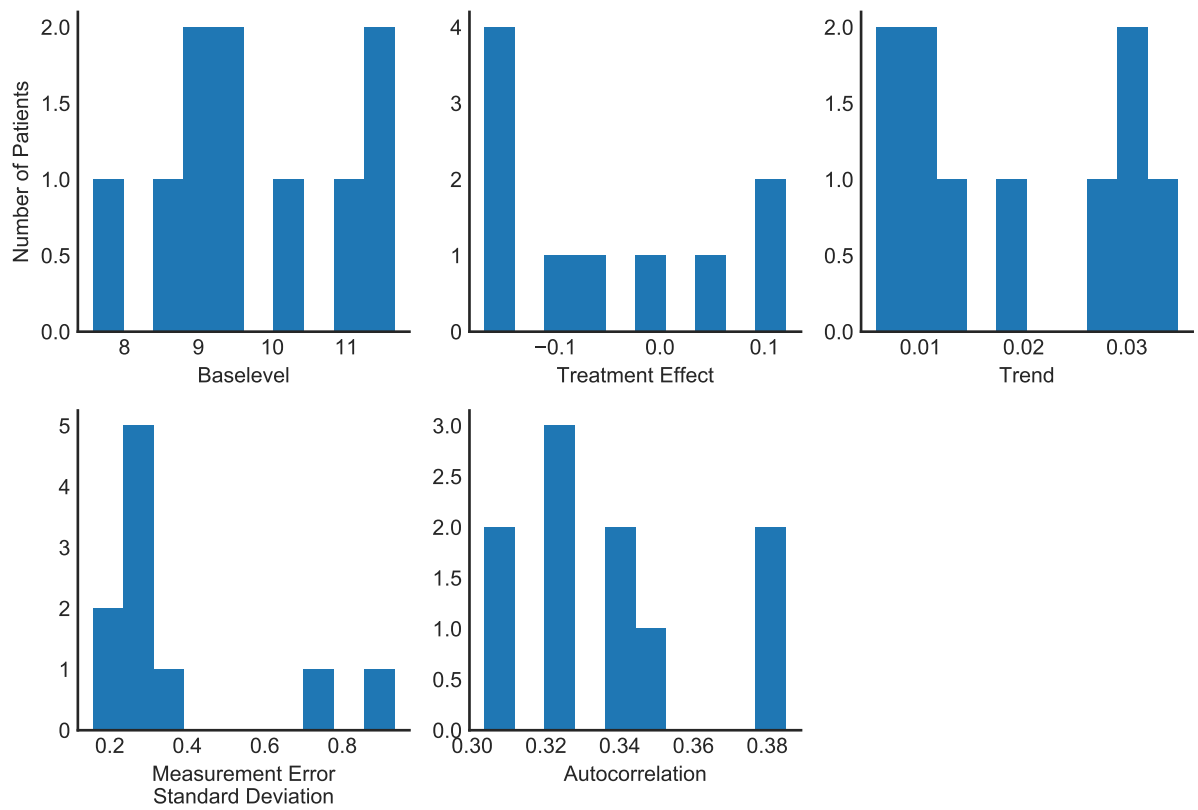 2.0
1.5
1.0
0.5
0.0
Number of Patients
8 9 10 11
Baselevel
4
3
2
1
0
−0.1 0.0 0.1
Treatment Effect
2.0
1.5
1.0
0.5
0.0
0.01 0.02 0.03
Trend
5
4
3
2
1
0
0.2 0.4 0.6 0.8
Measurement Error
Standard Deviation
3.0
2.5
2.0
1.5
1.0
0.5
0.0
0.30 0.32 0.34 0.36 0.38
Autocorrelation